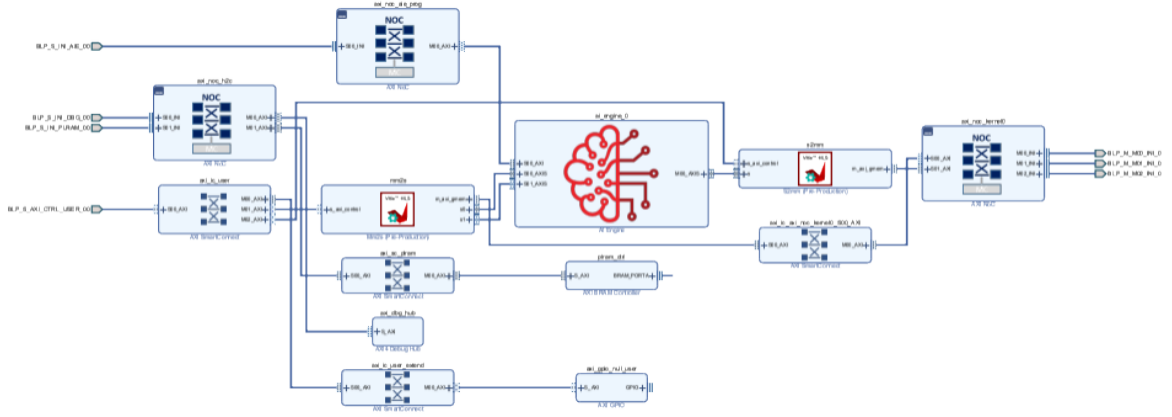 axi_noc_aie_prog
NOC
BLP_S_INI_AIE_00
S00_INI
M00_AXI
AXI NoC
axi_noc_h2c
NOC
BLP_S_INI_DBG_00
BLP_S_INI_PLRAM_00
S00_INI
S01_INI
M00_AXI
M01_AXI
AXI NoC
ai_engine_0
S00_AXI
S00_AXIS
S01_AXIS
M00_AXIS
AI Engine
s2mm
s_axi_control
s
m_axi_gmem
S2mm (Pre-Production)
axi_noc_kernel0
NOC
S00_AXI
S01_AXI
M00_INI
M01_INI
M02_INI
AXI NoC
BLP_M_M00_INI_0
BLP_M_M01_INI_0
BLP_M_M02_INI_0
axi_ic_user
BLP_S_AXI_CTRL_USER_00
S00_AXI
M00_AXI
M01_AXI
M02_AXI
AXI SmartConnect
mm2s
s_axi_control
m_axi_gmem
s0
s1
Mm2s (Pre-Production)
axi_ic_axi_noc_kernel0_S00_AXI
S00_AXI
M00_AXI
AXI SmartConnect
axi_sc_plram
S00_AXI
M00_AXI
AXI SmartConnect
plram_ctrl
S_AXI
BRAM_PORTA
AXI BRAM Controller
axi_dbg_hub
S_AXI
AXI4 Debug Hub
axi_ic_user_extend
S00_AXI
M00_AXI
AXI SmartConnect
axi_gpio_null_user
S_AXI
GPIO
AXI GPIO